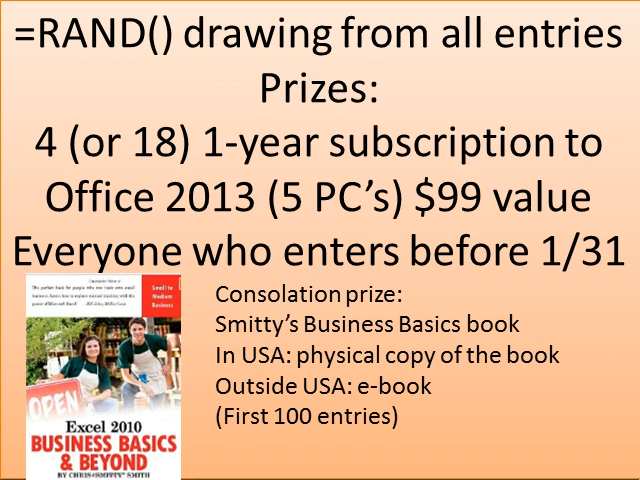 =RAND() drawing from all entries
Prizes:
4 (or 18) 1-year subscription to
Office 2013 (5 PC’s) $99 value
Everyone who enters before 1/31
Consolation prize:
Smitty’s Business Basics book
In USA: physical copy of the book
Outside USA: e-book
(First 100 entries)
Small to
Medium
Business
OPEN
Excel 2010
BUSINESS BASICS
& BEYOND
BY CHRIS “SMITTY” SMITH